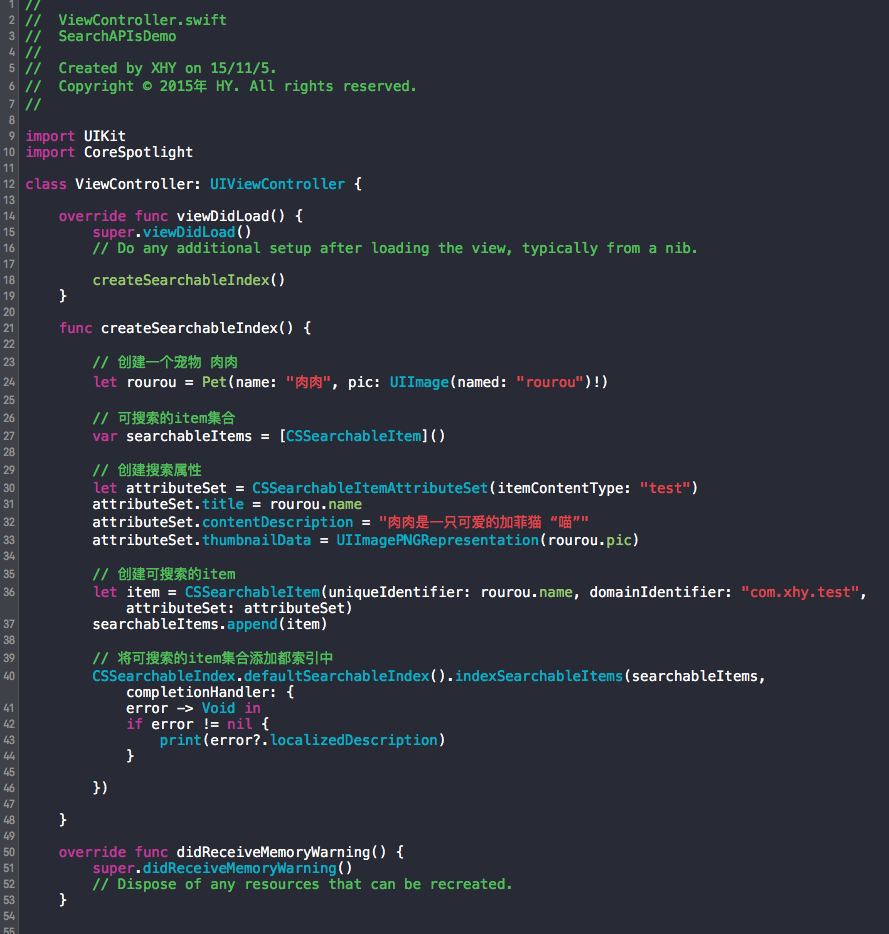 1 //
2 //  ViewController.swift
3 //  SearchAPIsDemo
4 //
5 //  Created by XHY on 15/11/5.
6 //  Copyright © 2015年 HY. All rights reserved.
7 //
8
9 import UIKit
10 import CoreSpotlight
11
12 class ViewController: UIViewController {
13
14     override func viewDidLoad() {
15         super.viewDidLoad()
16         // Do any additional setup after loading the view, typically from a nib.
17
18         createSearchableIndex()
19     }
20
21     func createSearchableIndex() {
22
23         // 创建一个宠物 肉肉
24         let rourou = Pet(name: "肉肉", pic: UIImage(named: "rourou")!)
25
26         // 可搜索的item集合
27         var searchableItems = [CSSearchableItem]()
28
29         // 创建搜索属性
30         let attributeSet = CSSearchableItemAttributeSet(itemContentType: "test")
31         attributeSet.title = rourou.name
32         attributeSet.contentDescription = "肉肉是一只可爱的加菲猫 “喵”"
33         attributeSet.thumbnailData = UIImagePNGRepresentation(rourou.pic)
34
35         // 创建可搜索的item
36         let item = CSSearchableItem(uniqueIdentifier: rourou.name, domainIdentifier: "com.xhy.test",
            attributeSet: attributeSet)
37         searchableItems.append(item)
38
39         // 将可搜索的item集合添加都索引中
40         CSSearchableIndex.defaultSearchableIndex().indexSearchableItems(searchableItems,
            completionHandler: {
41             error -> Void in
42             if error != nil {
43                 print(error?.localizedDescription)
44             }
45
46         })
47
48     }
49
50     override func didReceiveMemoryWarning() {
51         super.didReceiveMemoryWarning()
52         // Dispose of any resources that can be recreated.
53     }
54
55